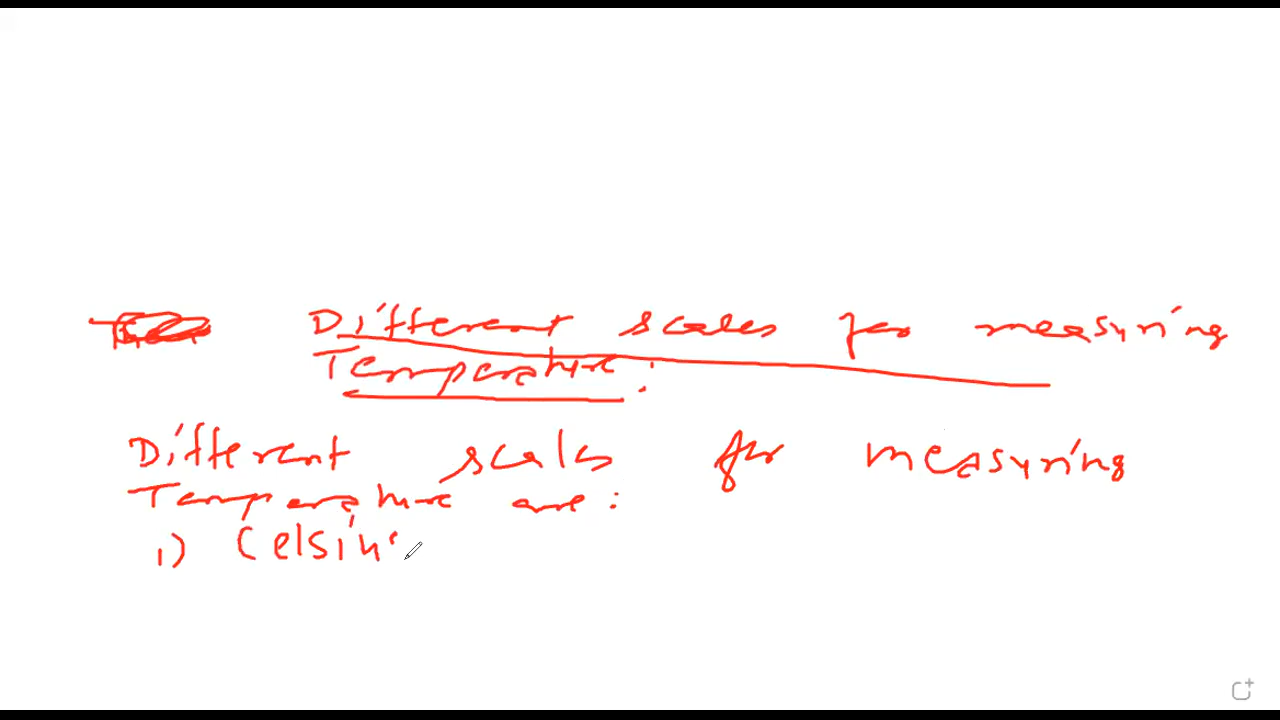 Different scales for measuring
Temperature:
Different scales for measuring
Temperature are:
1) Celsius